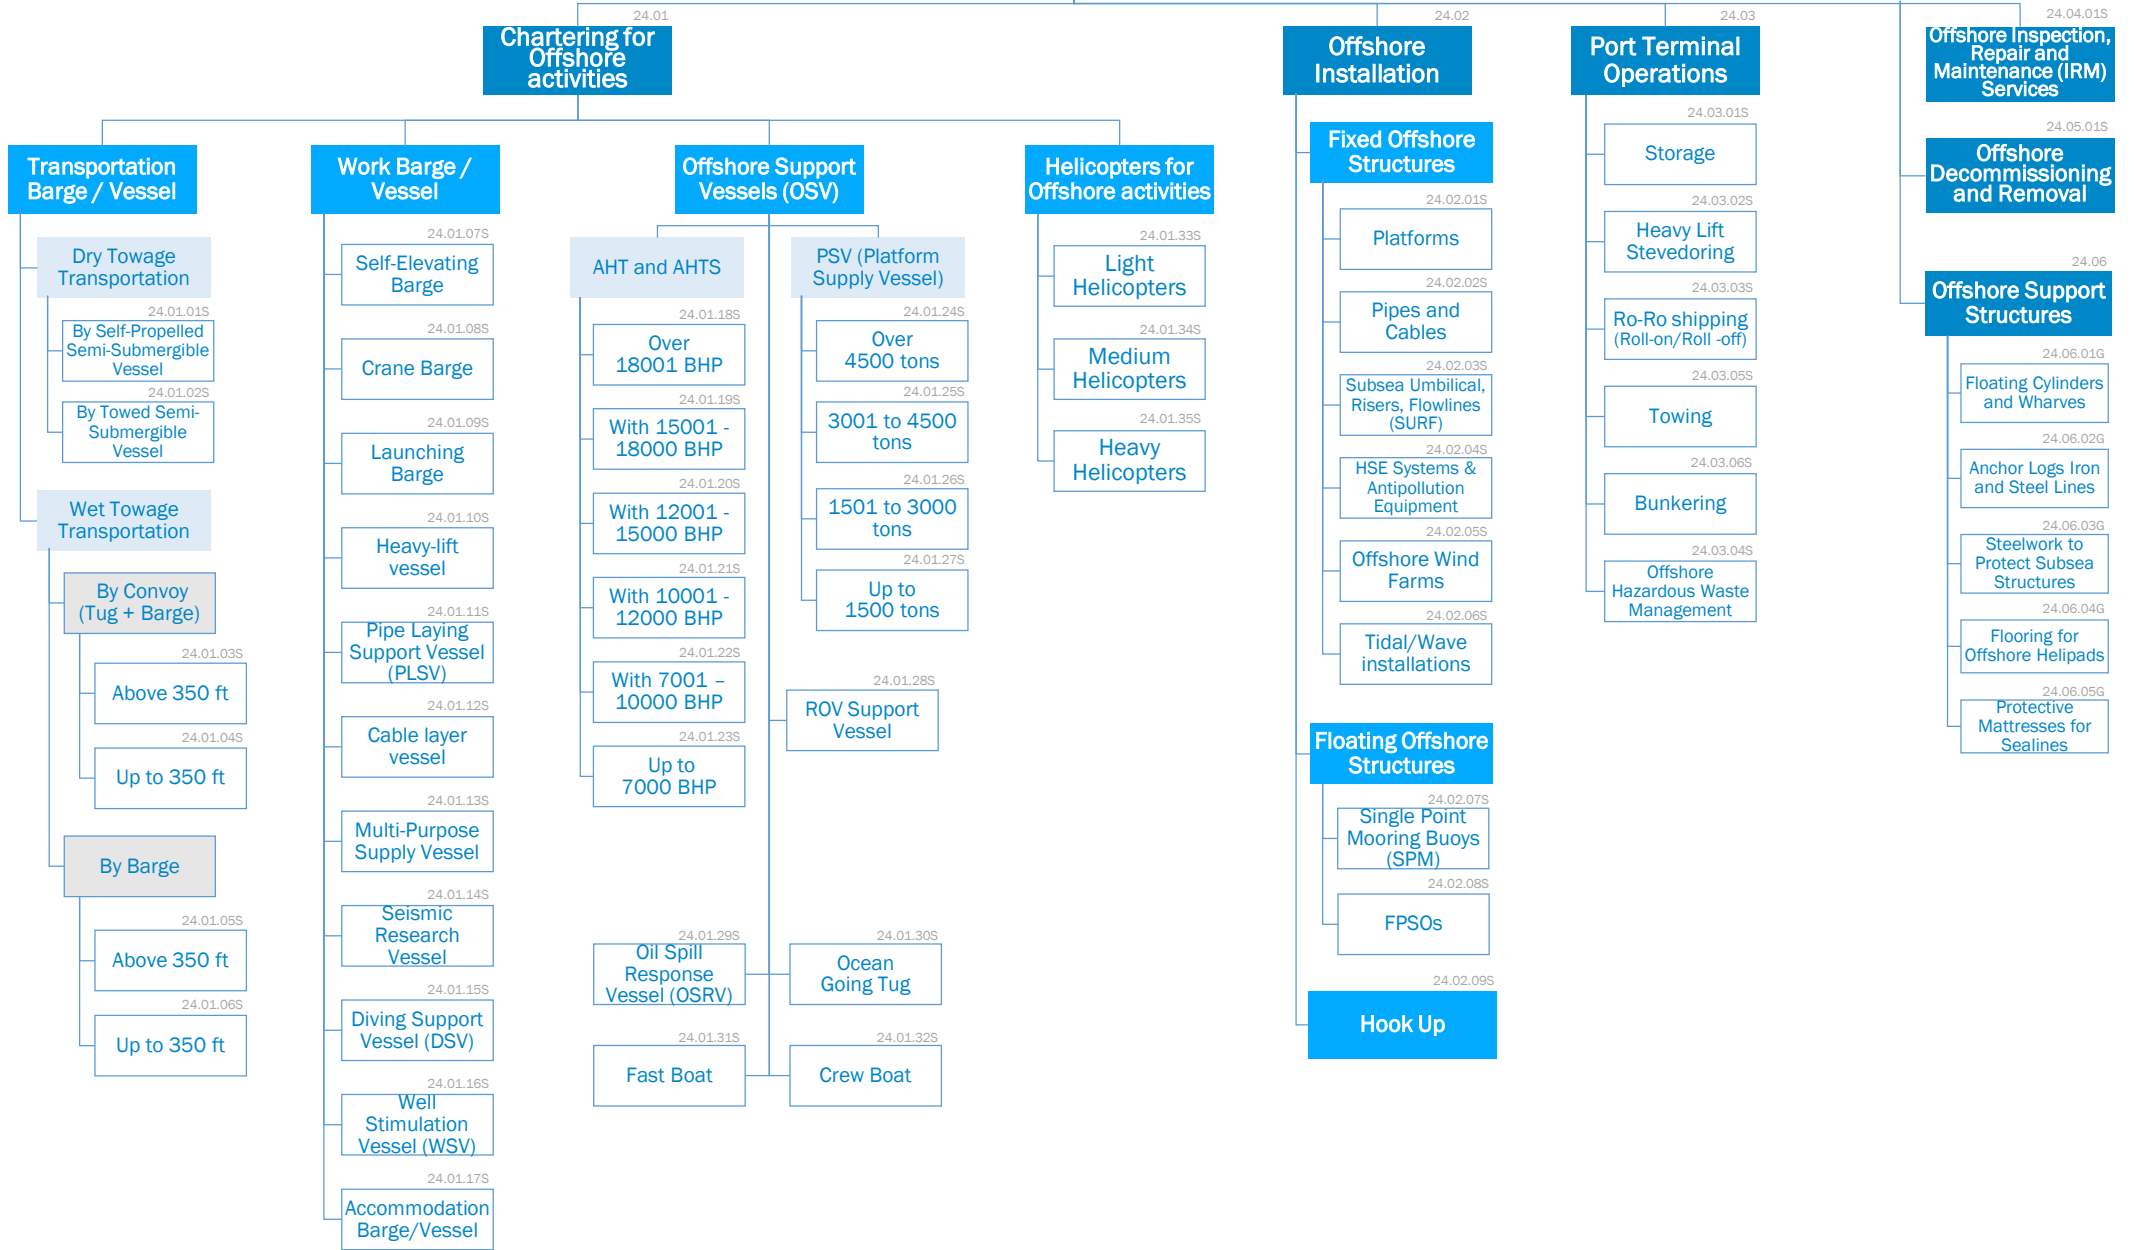 24.01
Chartering for
Offshore
activities
Transportation
Barge / Vessel
Dry Towage
Transportation
24.01.01S
By Self-Propelled
Semi-Submergible
Vessel
24.01.02S
By Towed Semi-
Submergible
Vessel
Wet Towage
Transportation
By Convoy
(Tug + Barge)
24.01.03S
Above 350 ft
24.01.04S
Up to 350 ft
By Barge
24.01.05S
Above 350 ft
24.01.06S
Up to 350 ft
Work Barge /
Vessel
24.01.07S
Self-Elevating
Barge
24.01.08S
Crane Barge
24.01.09S
Launching
Barge
24.01.10S
Heavy-lift
vessel
24.01.11S
Pipe Laying
Support Vessel
(PLSV)
24.01.12S
Cable layer
vessel
24.01.13S
Multi-Purpose
Supply Vessel
24.01.14S
Seismic
Research
Vessel
24.01.15S
Diving Support
Vessel (DSV)
24.01.16S
Well
Stimulation
Vessel (WSV)
24.01.17S
Accommodation
Barge/Vessel
Offshore Support
Vessels (OSV)
AHT and AHTS
24.01.18S
Over
18001 BHP
24.01.19S
With 15001 -
18000 BHP
24.01.20S
With 12001 -
15000 BHP
24.01.21S
With 10001 -
12000 BHP
24.01.22S
With 7001 –
10000 BHP
24.01.23S
Up to
7000 BHP
PSV (Platform
Supply Vessel)
24.01.24S
Over
4500 tons
24.01.25S
3001 to 4500
tons
24.01.26S
1501 to 3000
tons
24.01.27S
Up to
1500 tons
24.01.28S
ROV Support
Vessel
24.01.29S
Oil Spill
Response
Vessel (OSRV)
24.01.30S
Ocean
Going Tug
24.01.31S
Fast Boat
24.01.32S
Crew Boat
Helicopters for
Offshore activities
24.01.33S
Light
Helicopters
24.01.34S
Medium
Helicopters
24.01.35S
Heavy
Helicopters
24.02
Offshore
Installation
Fixed Offshore
Structures
24.02.01S
Platforms
24.02.02S
Pipes and
Cables
24.02.03S
Subsea Umbilical,
Risers, Flowlines
(SURF)
24.02.04S
HSE Systems &
Antipollution
Equipment
24.02.05S
Offshore Wind
Farms
24.02.06S
Tidal/Wave
installations
Floating Offshore
Structures
24.02.07S
Single Point
Mooring Buoys
(SPM)
24.02.08S
FPSOs
24.02.09S
Hook Up
24.03
Port Terminal
Operations
24.03.01S
Storage
24.03.02S
Heavy Lift
Stevedoring
24.03.03S
Ro-Ro shipping
(Roll-on/Roll -off)
24.03.05S
Towing
24.03.06S
Bunkering
24.03.04S
Offshore
Hazardous Waste
Management
24.04.01S
Offshore Inspection,
Repair and
Maintenance (IRM)
Services
24.05.01S
Offshore
Decommissioning
and Removal
24.06
Offshore Support
Structures
24.06.01G
Floating Cylinders
and Wharves
24.06.02G
Anchor Logs Iron
and Steel Lines
24.06.03G
Steelwork to
Protect Subsea
Structures
24.06.04G
Flooring for
Offshore Helipads
24.06.05G
Protective
Mattresses for
Sealines